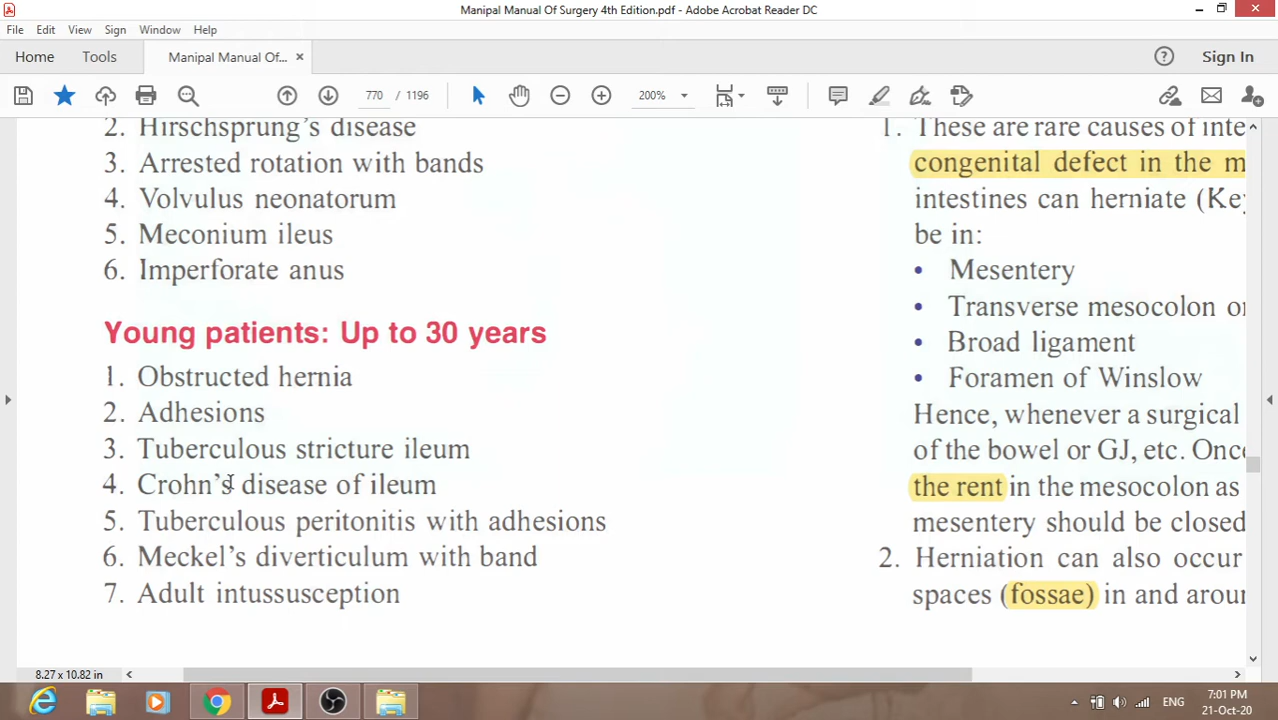 Manipal Manual Of Surgery 4th Edition.pdf - Adobe Acrobat Reader DC
File Edit View Sign Window Help
Home Tools Manipal Manual Of... × Sign In
770 / 1196 200%
2. Hirschsprung's disease
3. Arrested rotation with bands
4. Volvulus neonatorum
5. Meconium ileus
6. Imperforate anus
Young patients: Up to 30 years
1. Obstructed hernia
2. Adhesions
3. Tuberculous stricture ileum
4. Crohn's disease of ileum
5. Tuberculous peritonitis with adhesions
6. Meckel's diverticulum with band
7. Adult intussusception
1. These are rare causes of inte
congenital defect in the m
intestines can herniate (Key
be in:
• Mesentery
• Transverse mesocolon or
• Broad ligament
• Foramen of Winslow
Hence, whenever a surgical
of the bowel or GJ, etc. Once
the rent in the mesocolon as
mesentery should be closed
2. Herniation can also occur
spaces (fossae) in and aroun
8.27 x 10.82 in
ENG
7:01 PM
21-Oct-20